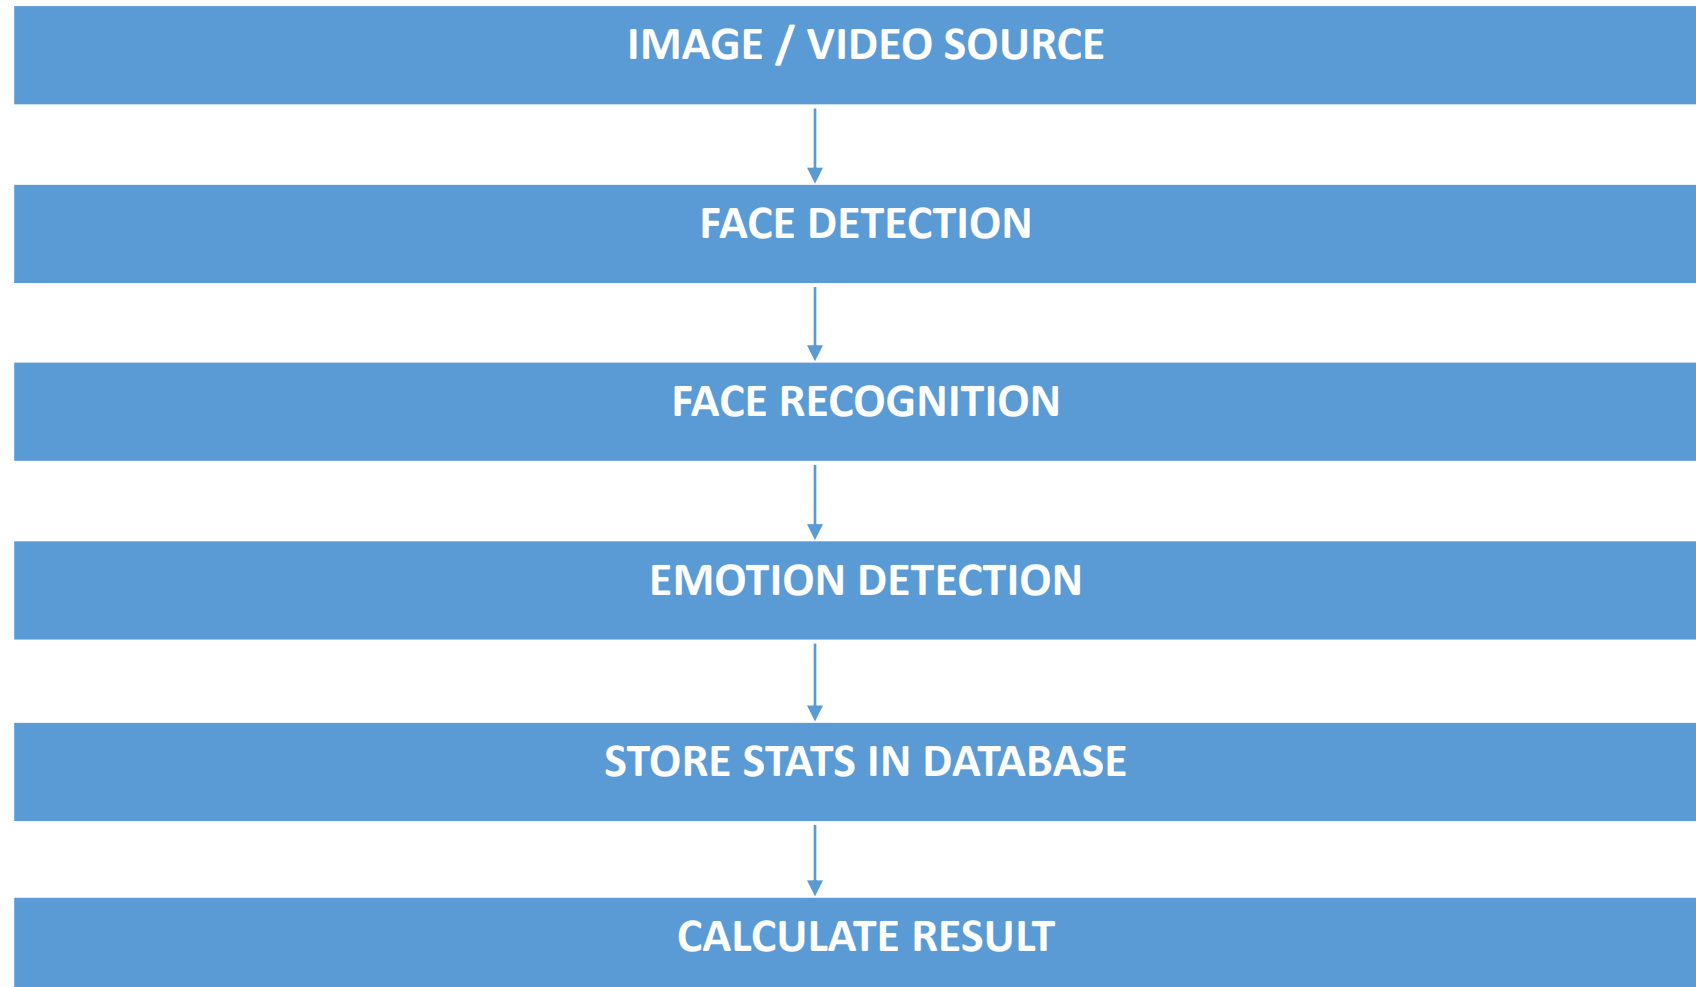 IMAGE / VIDEO SOURCE
FACE DETECTION
FACE RECOGNITION
EMOTION DETECTION
STORE STATS IN DATABASE
CALCULATE RESULT